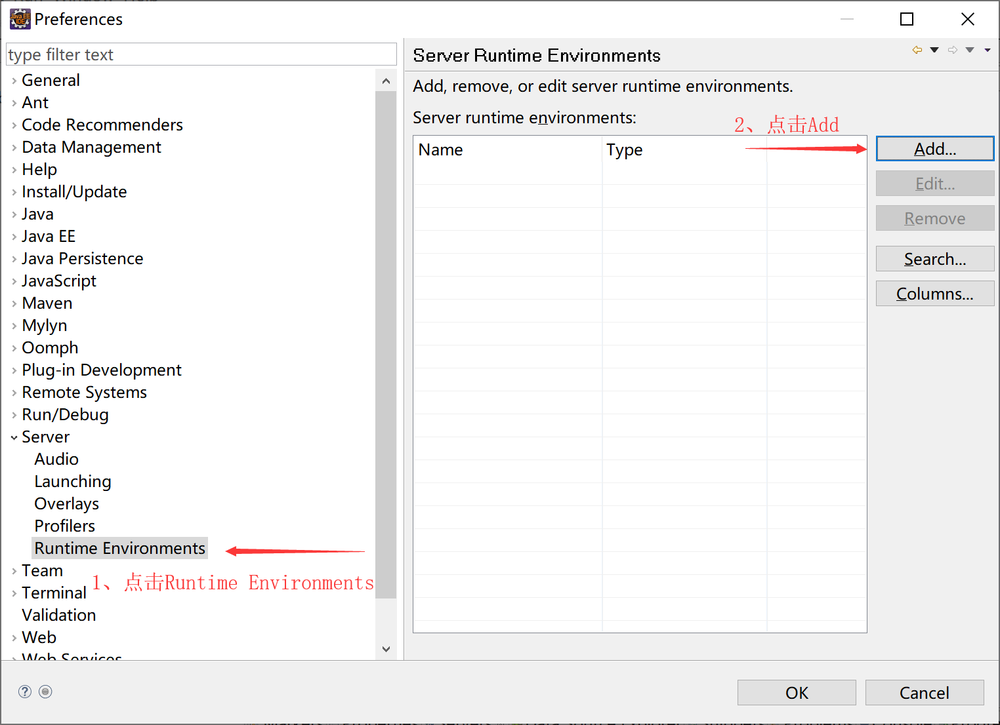 Preferences
type filter text
General
Ant
Code Recommenders
Data Management
Help
Install/Update
Java
Java EE
Java Persistence
JavaScript
Maven
Mylyn
Oomph
Plug-in Development
Remote Systems
Run/Debug
Server
Audio
Launching
Overlays
Profilers
Runtime Environments
Team
1、点击Runtime Environments
Terminal
Validation
Web
Web Services
Server Runtime Environments
Add, remove, or edit server runtime environments.
Server runtime environments:
2、点击Add
Name Type
Add...
Edit...
Remove
Search...
Columns...
OK Cancel